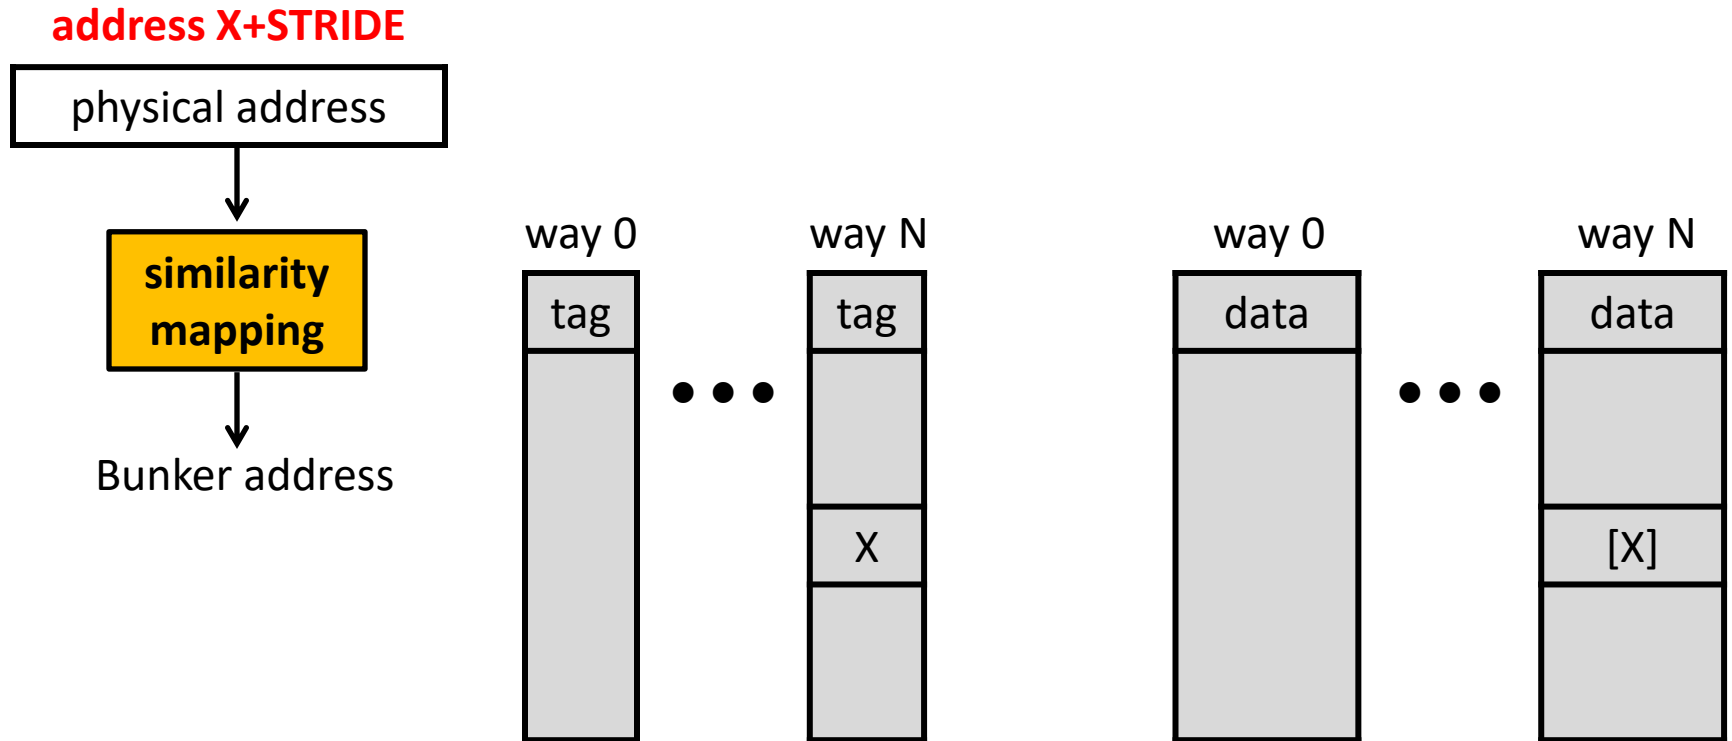 address X+STRIDE
physical address
similarity
mapping
Bunker address
way 0
way N
way 0
way N
tag
tag
data
data
X
[X]